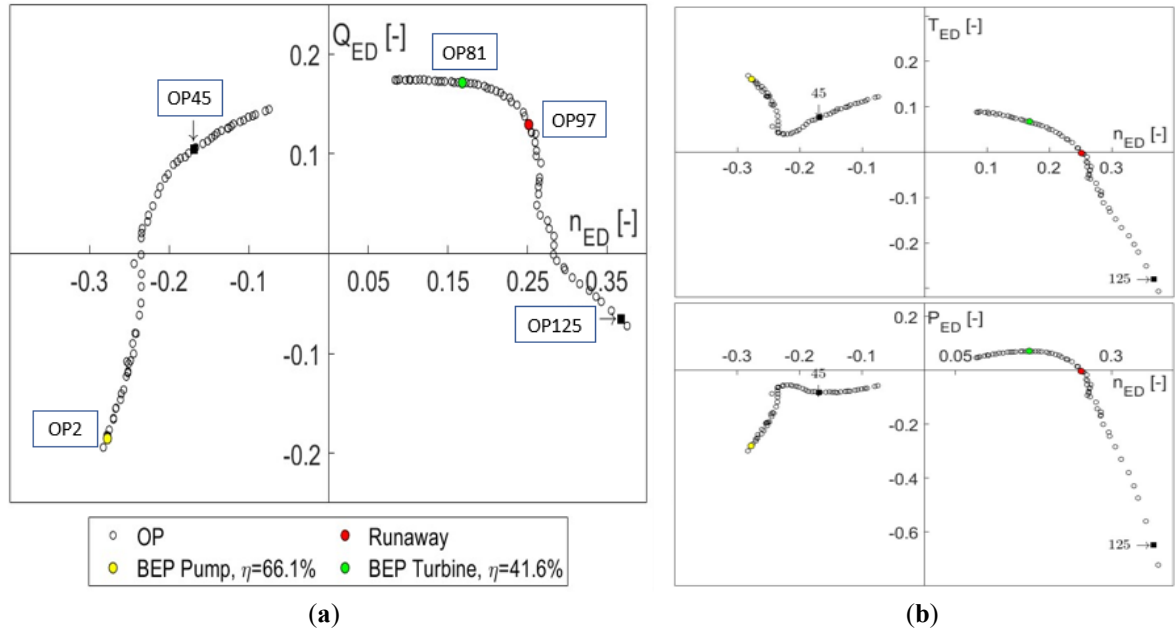 Q_ED [-]
0.2
OP81
OP45
OP97
0.1
n_ED [-]
-0.3
-0.2
-0.1
0.05
0.15
0.25
0.35
OP125
-0.1
OP2
-0.2
OP
Runaway
BEP Pump, η=66.1%
BEP Turbine, η=41.6%
(a)
T_ED [-]
0.2
45
0.1
n_ED [-]
-0.3
-0.2
-0.1
0.1
0.2
0.3
-0.1
-0.2
125
0.2
P_ED [-]
-0.3
-0.2
-0.1
0.05
0.3
45
n_ED [-]
-0.2
-0.4
-0.6
125
(b)